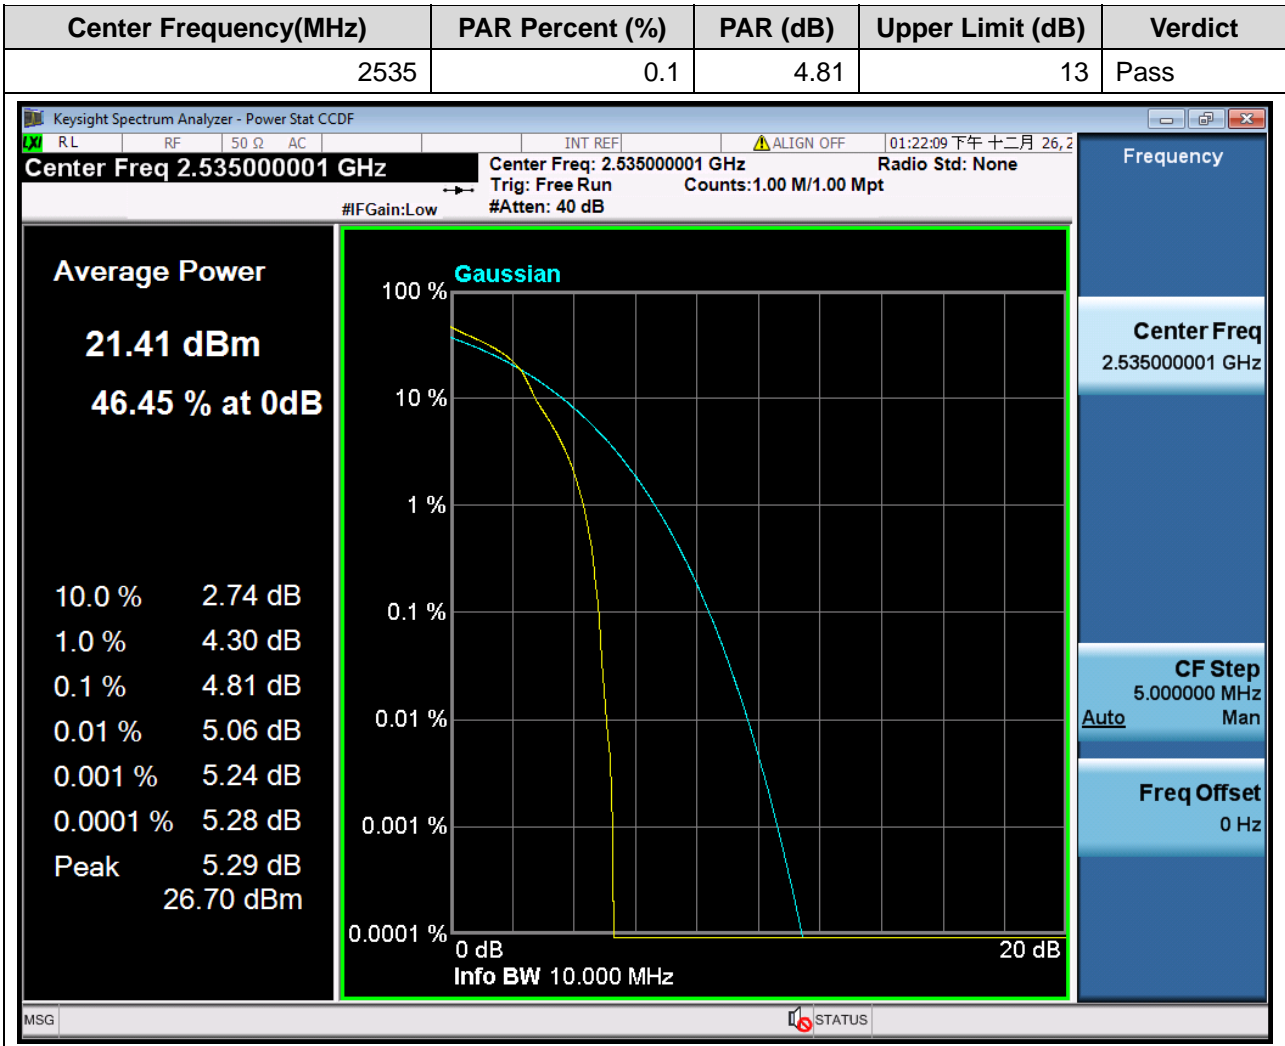 Center Frequency(MHz) PAR Percent (%) PAR (dB) Upper Limit (dB) Verdict
2535 0.1 4.81 13 Pass
Keysight Spectrum Analyzer - Power Stat CCDF
LXI RL RF 50 Ω AC INT REF ALIGN OFF 01:22:09 下午 十二月 26, 2
Center Freq 2.535000001 GHz
#IFGain:Low
Center Freq: 2.535000001 GHz Radio Std: None
Trig: Free Run Counts:1.00 M/1.00 Mpt
#Atten: 40 dB
Average Power
21.41 dBm
46.45 % at 0dB
10.0 % 2.74 dB
1.0 % 4.30 dB
0.1 % 4.81 dB
0.01 % 5.06 dB
0.001 % 5.24 dB
0.0001 % 5.28 dB
Peak 5.29 dB
26.70 dBm
Gaussian
100 %
10 %
1 %
0.1 %
0.01 %
0.001 %
0.0001 %
0 dB 20 dB
Info BW 10.000 MHz
Frequency
Center Freq
2.535000001 GHz
CF Step
5.000000 MHz
Auto Man
Freq Offset
0 Hz
MSG STATUS